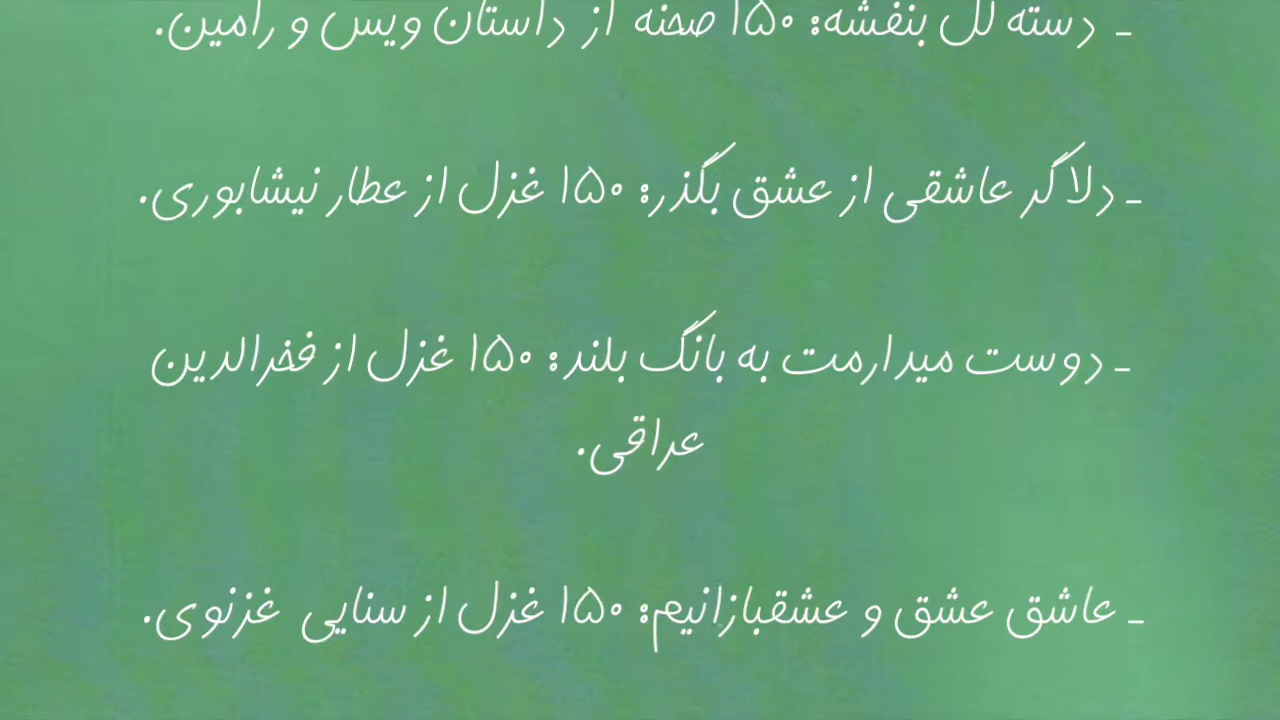 - دسته گل بنفشه: ۱۵۰ صحنه از داستان ویس و رامین.
- دلا گر عاشقی از عشق بگذر: ۱۵۰ غزل از عطار نیشابوری.
- دوست میدارمت به بانگ بلند: ۱۵۰ غزل از فخرالدین
عراقی.
- عاشق عشق و عشقبازانیم: ۱۵۰ غزل از سنایی غزنوی.